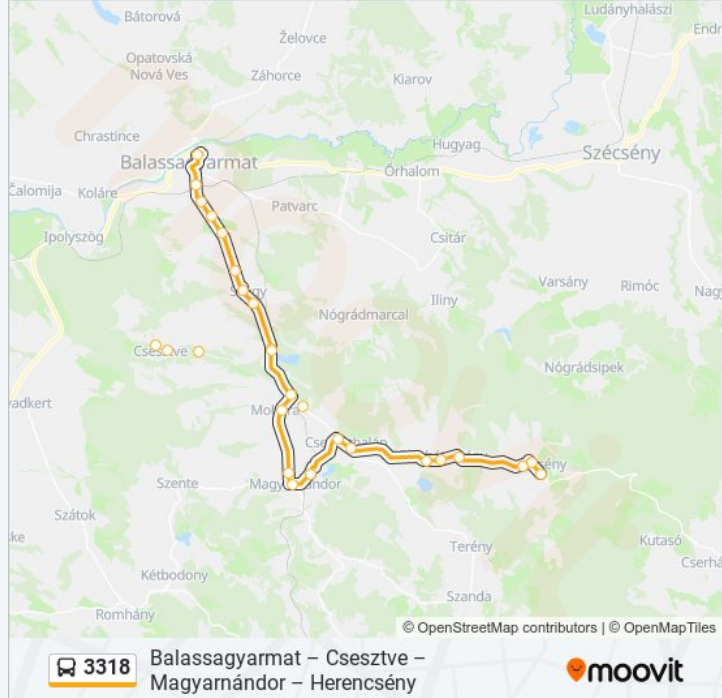 Bátorová
Ludányhalászi
Želovce
Opatovská
Nová Ves
Záhorce
Kiarov
Chrastince
Hugyag
Balassagyarmat
Szécsény
Őrhalom
Čalomija
Koláre
Patvarc
Ipolyszög
Csitár
Varsány
Rimóc
Iliny
Nógrádmarcal
Csesztve
Nógrádsipek
Szente
Magyarnándor
Szátok
Kutasó
Terény
Kétbodony
Szanda
Romhány
© OpenStreetMap contributors | © OpenMapTiles
3318
Balassagyarmat – Csesztve –
Magyarnándor – Herencsény
moovit